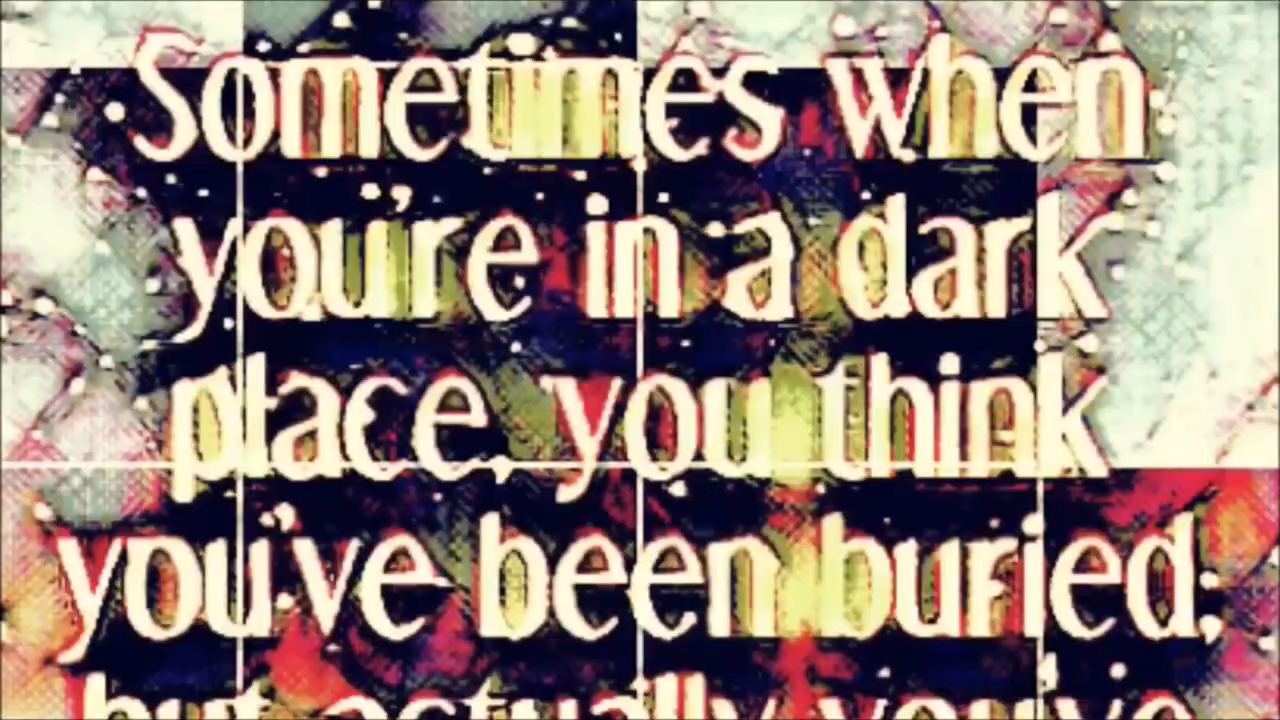 Sometimes when
you're in a dark
place, you think
you've been buried;
but actually you've